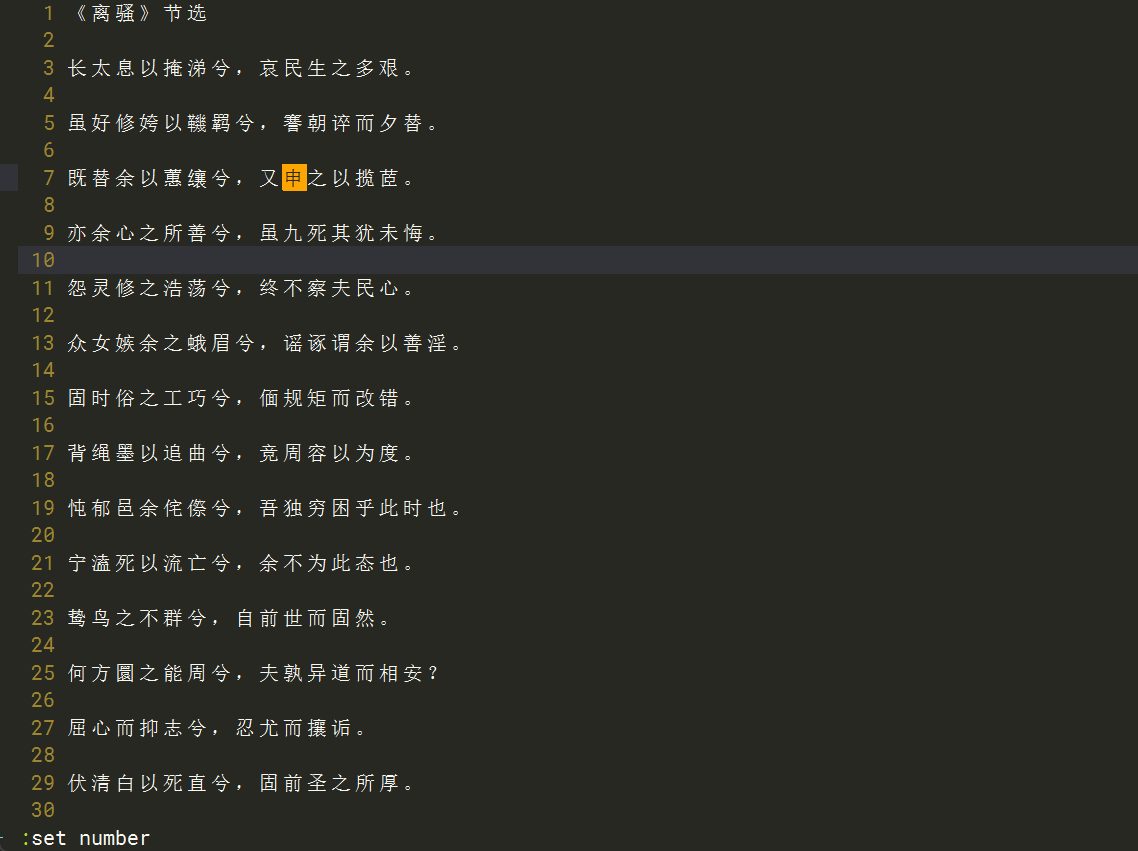 1 《离骚》节选
2
3 长太息以掩涕兮，哀民生之多艰。
4
5 虽好修姱以鞿羁兮，謇朝谇而夕替。
6
7 既替余以蕙纕兮，又申之以揽茝。
8
9 亦余心之所善兮，虽九死其犹未悔。
10
11 怨灵修之浩荡兮，终不察夫民心。
12
13 众女嫉余之蛾眉兮，谣诼谓余以善淫。
14
15 固时俗之工巧兮，偭规矩而改错。
16
17 背绳墨以追曲兮，竞周容以为度。
18
19 忳郁邑余侘傺兮，吾独穷困乎此时也。
20
21 宁溘死以流亡兮，余不为此态也。
22
23 鸷鸟之不群兮，自前世而固然。
24
25 何方圜之能周兮，夫孰异道而相安？
26
27 屈心而抑志兮，忍尤而攘诟。
28
29 伏清白以死直兮，固前圣之所厚。
30
:set number